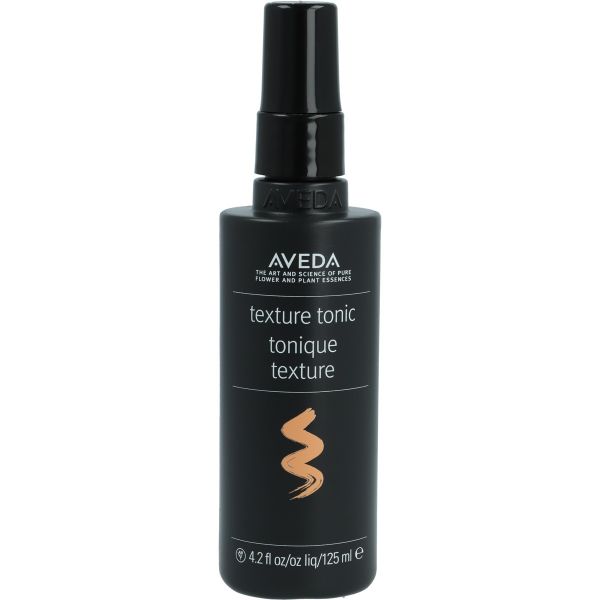 AVEDA
AVEDA
THE ART AND SCIENCE OF PURE
FLOWER AND PLANT ESSENCES
texture tonic
tonique
texture
4.2 fl oz/oz liq/125 ml ℮